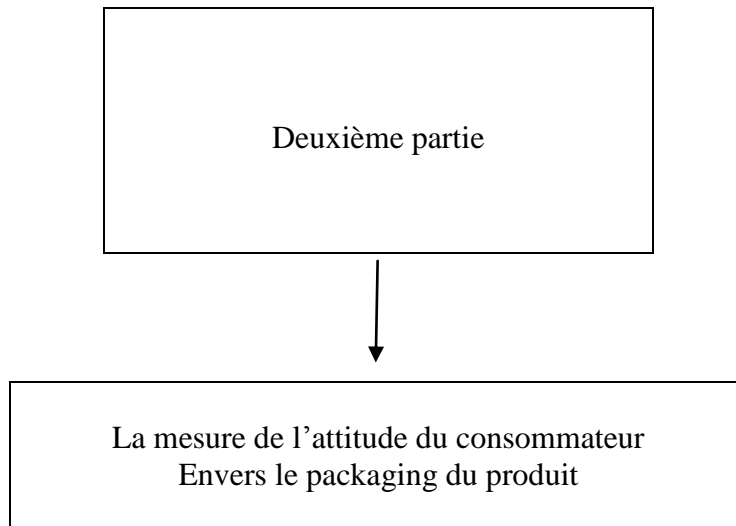 Deuxième partie
La mesure de l’attitude du consommateur
Envers le packaging du produit